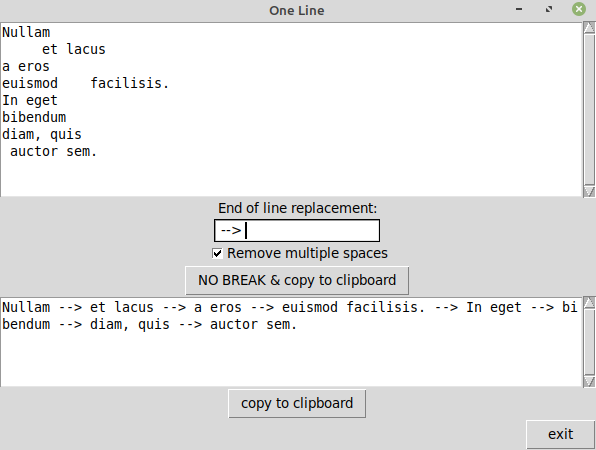 One Line
Nullam
     et lacus
a eros
euismod    facilisis.
In eget
bibendum
diam, quis
 auctor sem.
End of line replacement:
-->
Remove multiple spaces
NO BREAK & copy to clipboard
Nullam --> et lacus --> a eros --> euismod facilisis. --> In eget --> bi
bendum --> diam, quis --> auctor sem.
copy to clipboard
exit